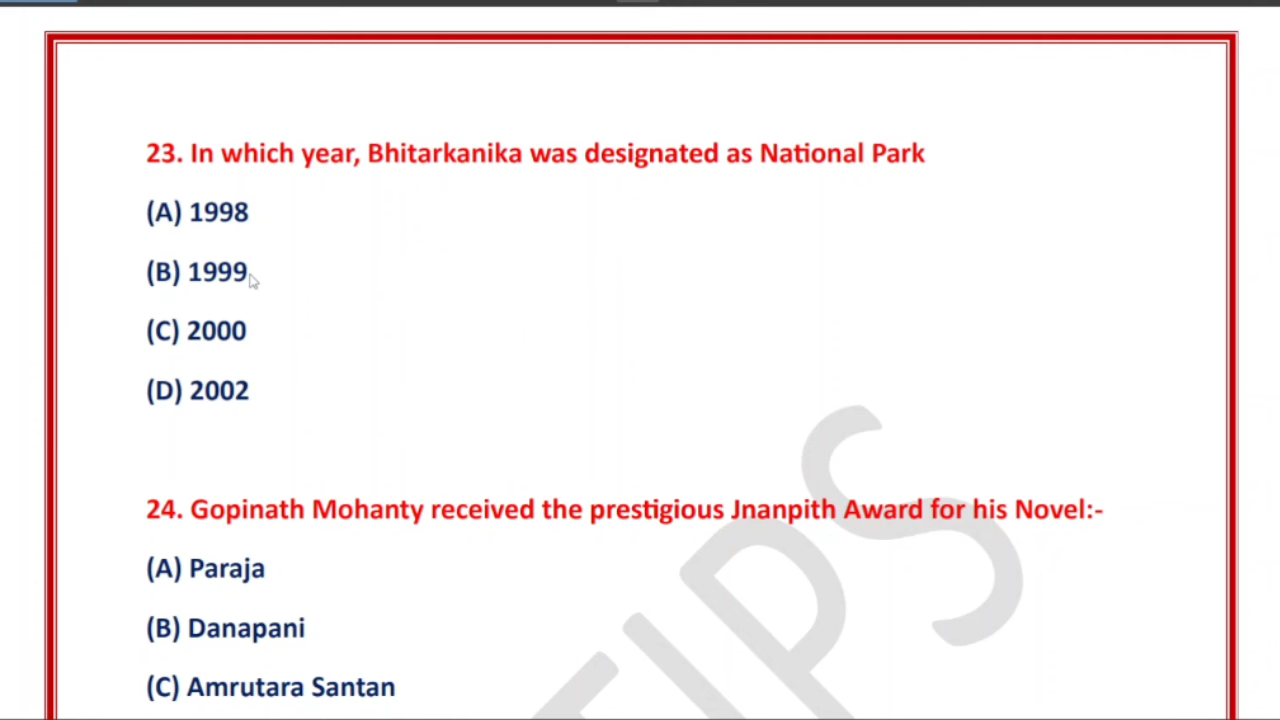 23. In which year, Bhitarkanika was designated as National Park
(A) 1998
(B) 1999
(C) 2000
(D) 2002
24. Gopinath Mohanty received the prestigious Jnanpith Award for his Novel:-
(A) Paraja
(B) Danapani
(C) Amrutara Santan
TIPS